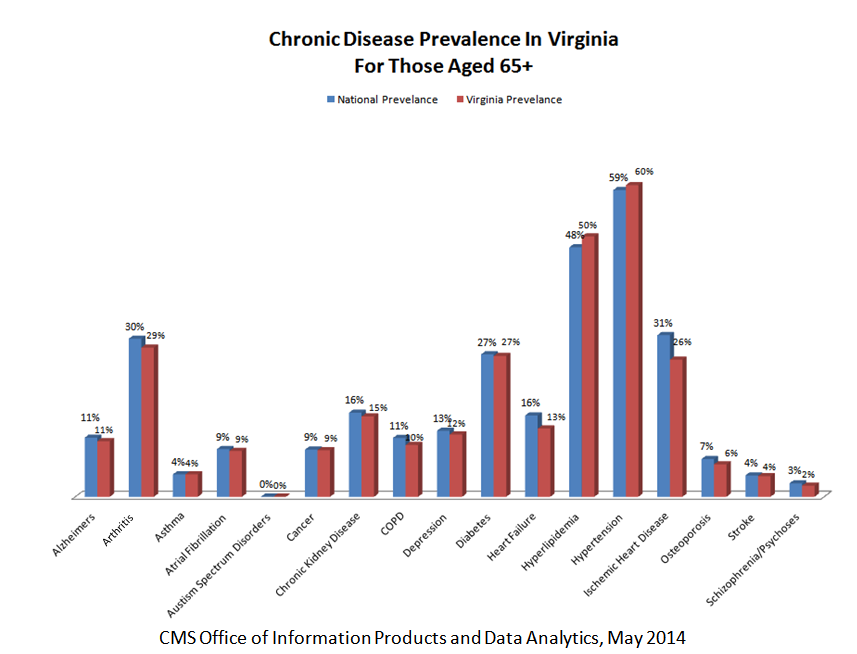 Chronic Disease Prevalence In Virginia
For Those Aged 65+
National Prevelance Virginia Prevelance
11% 11%
30% 29%
4% 4%
9% 9%
0% 0%
9% 9%
16% 15%
11% 10%
13% 12%
27% 27%
16% 13%
48% 50%
59% 60%
31% 26%
7% 6%
4% 4%
3% 2%
Alzheimers
Arthritis
Asthma
Atrial Fibrillation
Austism Spectrum Disorders
Cancer
Chronic Kidney Disease
COPD
Depression
Diabetes
Heart Failure
Hyperlipidemia
Hypertension
Ischemic Heart Disease
Osteoporosis
Stroke
Schizophrenia/Psychoses
CMS Office of Information Products and Data Analytics, May 2014